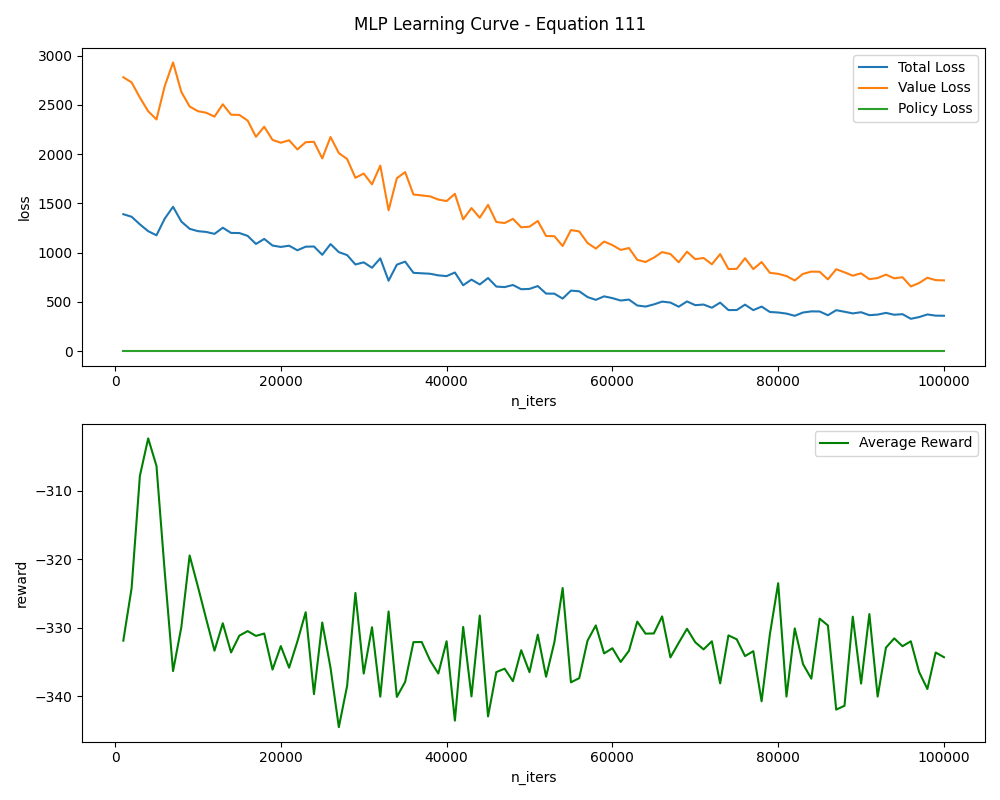 MLP Learning Curve - Equation 111
3000
2500
2000
1500
1000
500
0
loss
Total Loss
Value Loss
Policy Loss
0 20000 40000 60000 80000 100000
n_iters
−310
−320
−330
−340
reward
Average Reward
0 20000 40000 60000 80000 100000
n_iters